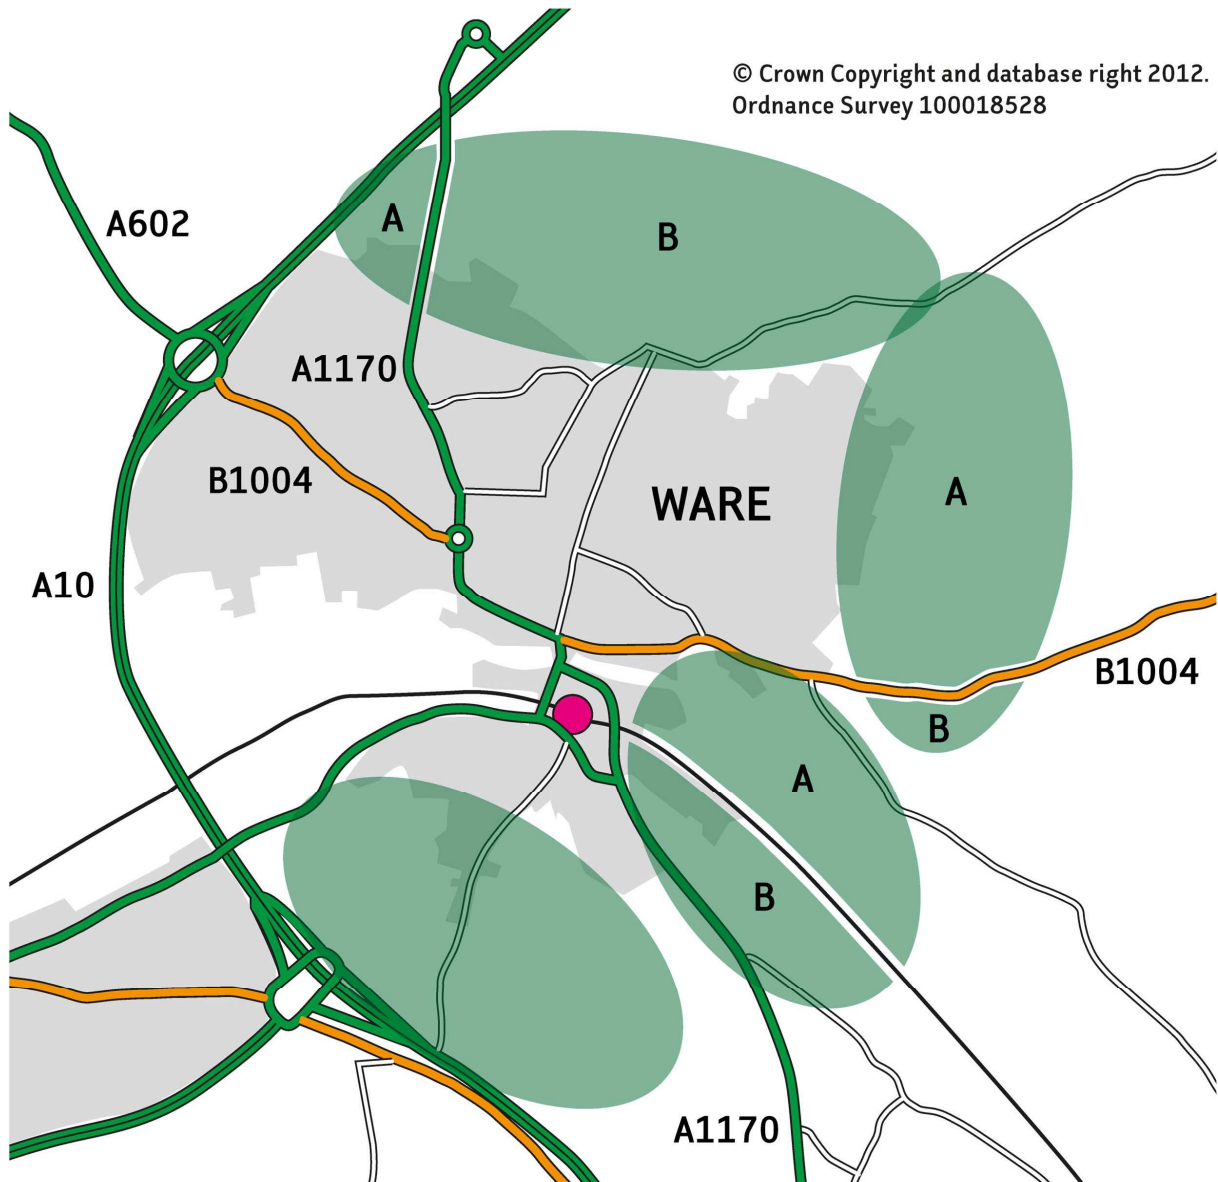 © Crown Copyright and database right 2012.
Ordnance Survey 100018528
A602
A
B
A1170
B1004
WARE
A
A10
B1004
B
A
B
A1170